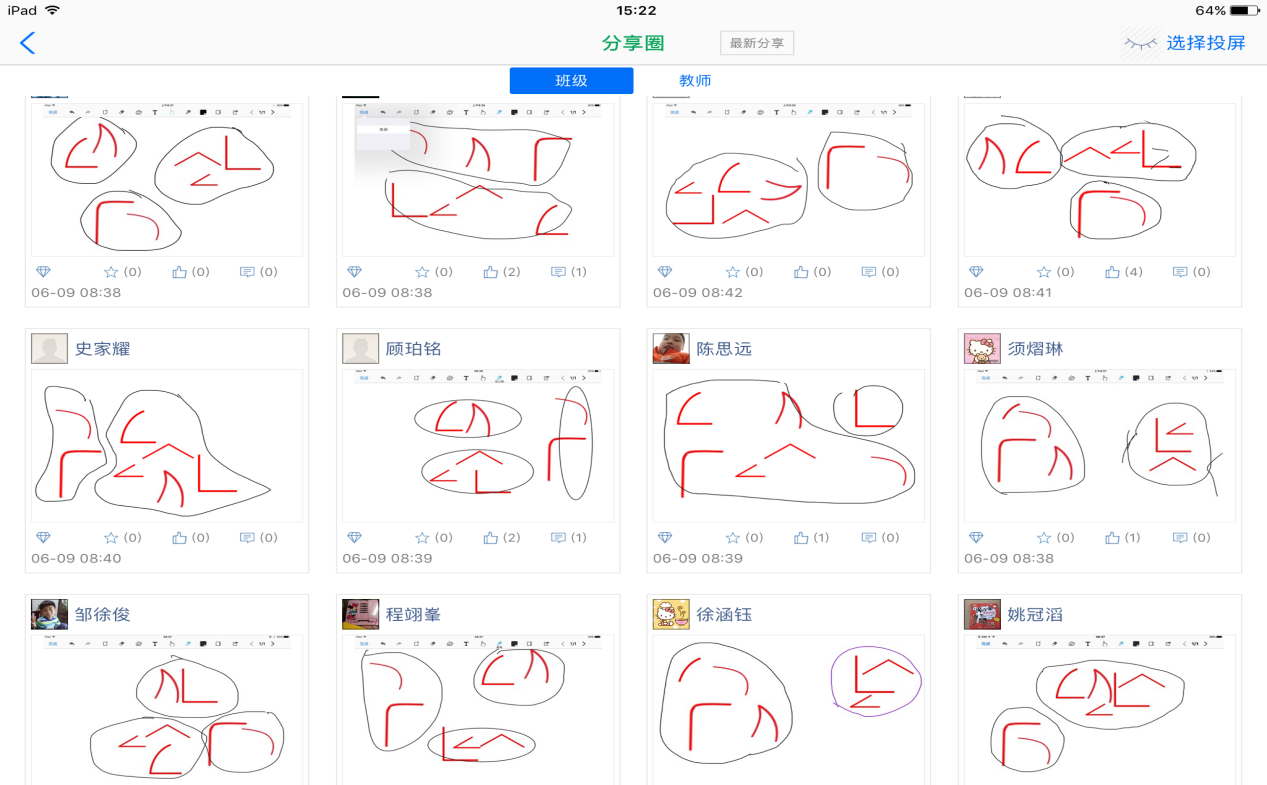 iPad 15:22 64%
分享圈 最新分享 选择投屏
班级 教师
(0) (0) (0)
06-09 08:38
(0) (2) (1)
06-09 08:38
(0) (0) (0)
06-09 08:42
(0) (4) (0)
06-09 08:41
史家耀
(0) (0) (0)
06-09 08:40
顾珀铭
(0) (2) (1)
06-09 08:39
陈思远
(0) (1) (0)
06-09 08:39
须熠琳
(0) (1) (0)
06-09 08:38
邹徐俊
程翊峯
徐涵钰
姚冠滔